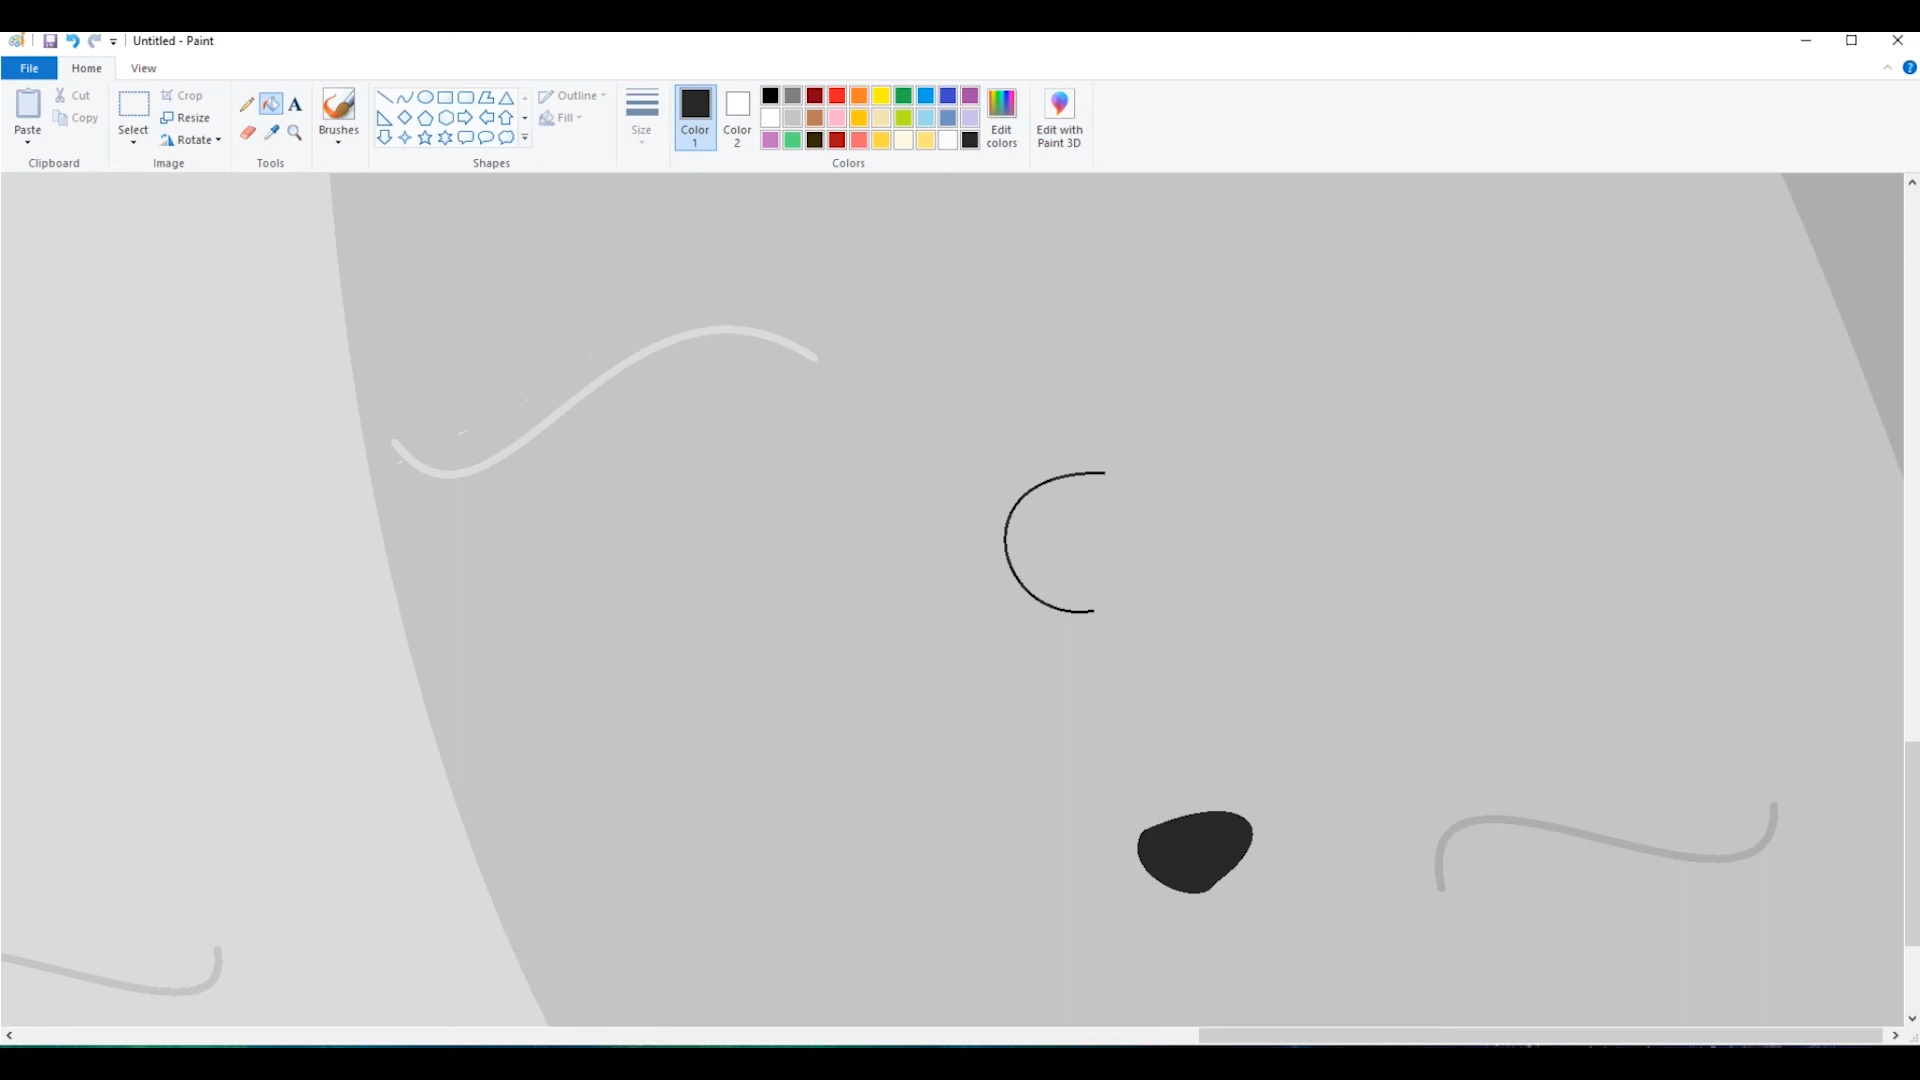 Untitled - Paint
File Home View
Paste
Cut
Copy
Clipboard
Select
Crop
Resize
Rotate
Image
A
Tools
Brushes
Shapes
Outline
Fill
Size
Color 1
Color 2
Colors
Edit colors
Edit with Paint 3D
?